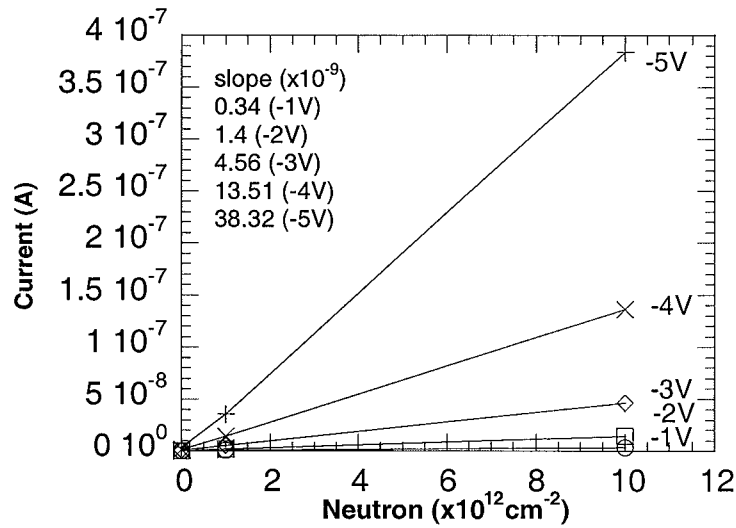 4 10⁻⁷
3.5 10⁻⁷
3 10⁻⁷
2.5 10⁻⁷
2 10⁻⁷
1.5 10⁻⁷
1 10⁻⁷
5 10⁻⁸
0 10⁰
Current (A)
slope (x10⁻⁹)
0.34 (-1V)
1.4 (-2V)
4.56 (-3V)
13.51 (-4V)
38.32 (-5V)
-5V
-4V
-3V
-2V
-1V
0 2 4 6 8 10 12
Neutron (x10¹²cm⁻²)